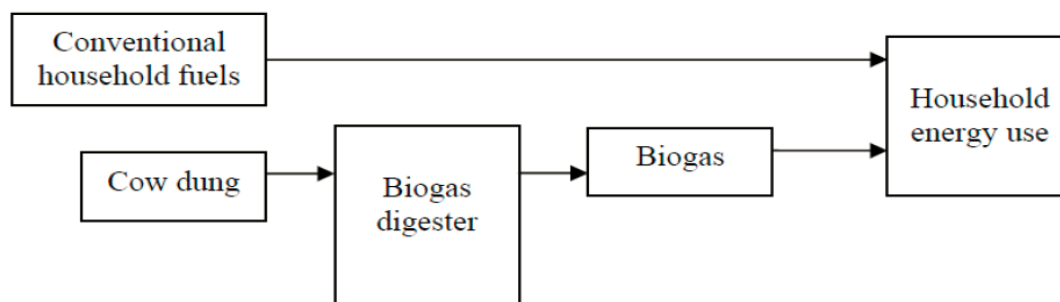 Conventional
household fuels
Household
energy use
Cow dung
Biogas
digester
Biogas